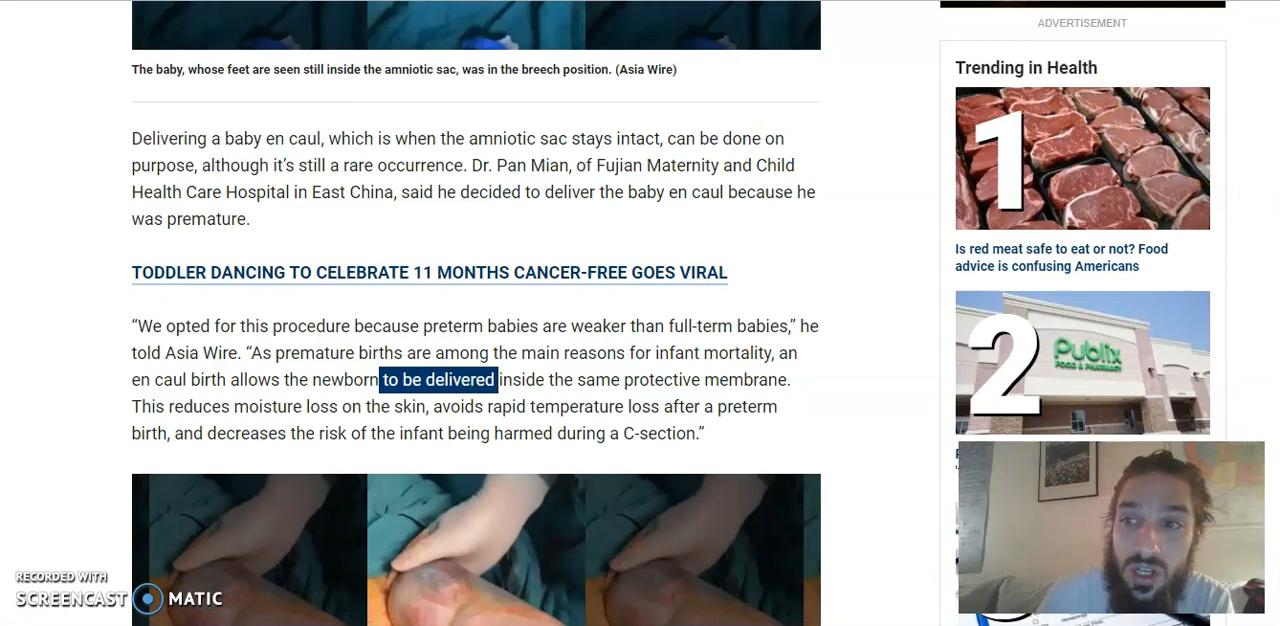 ADVERTISEMENT
The baby, whose feet are seen still inside the amniotic sac, was in the breech position. (Asia Wire)
Delivering a baby en caul, which is when the amniotic sac stays intact, can be done on
purpose, although it’s still a rare occurrence. Dr. Pan Mian, of Fujian Maternity and Child
Health Care Hospital in East China, said he decided to deliver the baby en caul because he
was premature.
TODDLER DANCING TO CELEBRATE 11 MONTHS CANCER-FREE GOES VIRAL
“We opted for this procedure because preterm babies are weaker than full-term babies,” he
told Asia Wire. “As premature births are among the main reasons for infant mortality, an
en caul birth allows the newborn to be delivered inside the same protective membrane.
This reduces moisture loss on the skin, avoids rapid temperature loss after a preterm
birth, and decreases the risk of the infant being harmed during a C-section.”
Trending in Health
1
Is red meat safe to eat or not? Food
advice is confusing Americans
2
Publix
FOOD & PHARMACY
RECORDED WITH
SCREENCAST MATIC